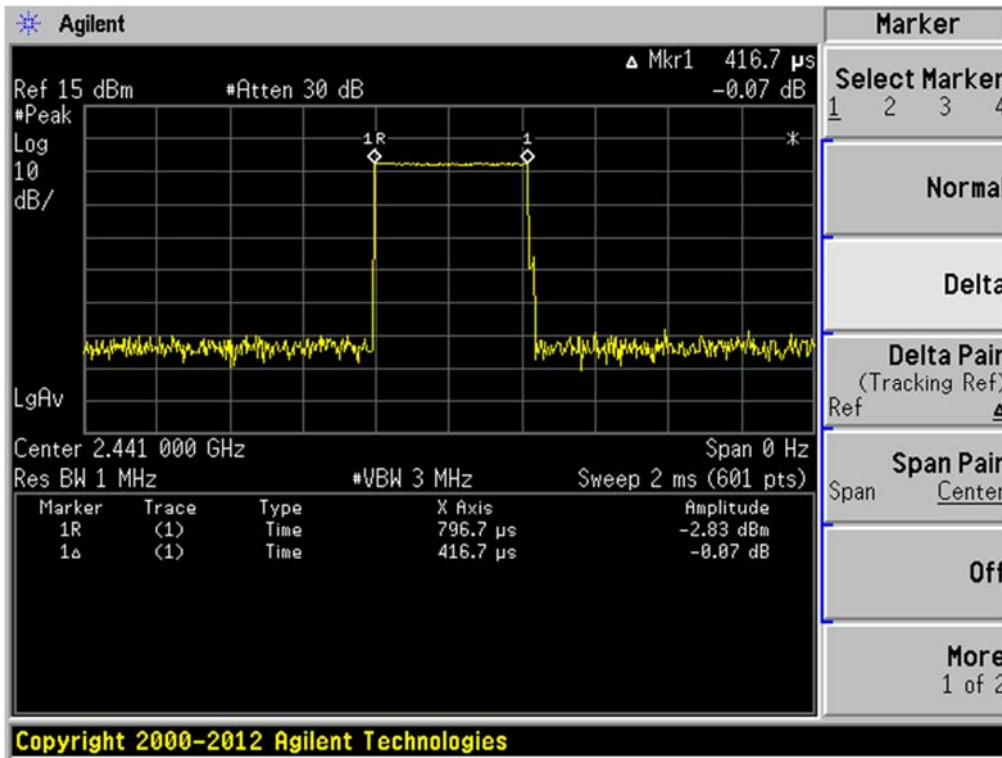 Agilent
Marker
Δ Mkr1 416.7 µs
Ref 15 dBm #Atten 30 dB -0.07 dB
#Peak
Log
10
dB/
1R 1 *
LgAv
Center 2.441 000 GHz Span 0 Hz
Res BW 1 MHz #VBW 3 MHz Sweep 2 ms (601 pts)
Marker Trace Type X Axis Amplitude
1R (1) Time 796.7 µs -2.83 dBm
1Δ (1) Time 416.7 µs -0.07 dB
Select Marker
1 2 3 4
Normal
Delta
Delta Pair
(Tracking Ref)
Ref Δ
Span Pair
Span Center
Off
More
1 of 2
Copyright 2000-2012 Agilent Technologies